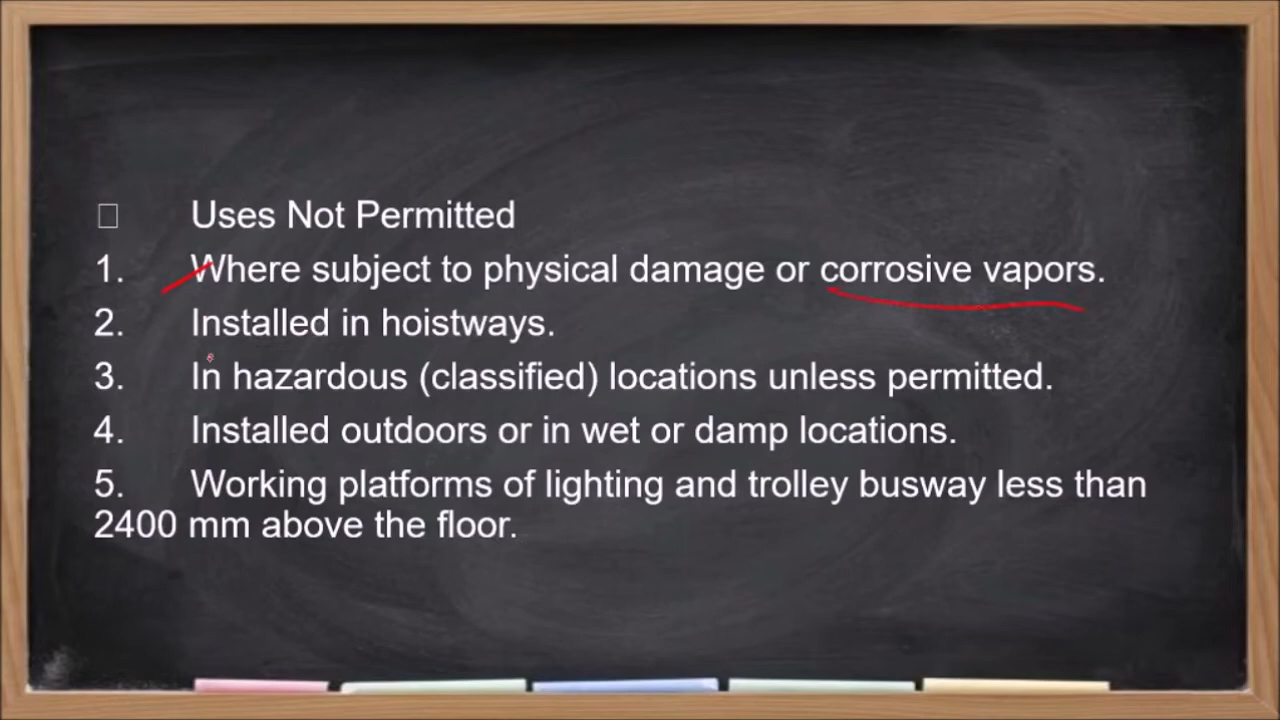 Uses Not Permitted
1. Where subject to physical damage or corrosive vapors.
2. Installed in hoistways.
3. In hazardous (classified) locations unless permitted.
4. Installed outdoors or in wet or damp locations.
5. Working platforms of lighting and trolley busway less than
2400 mm above the floor.